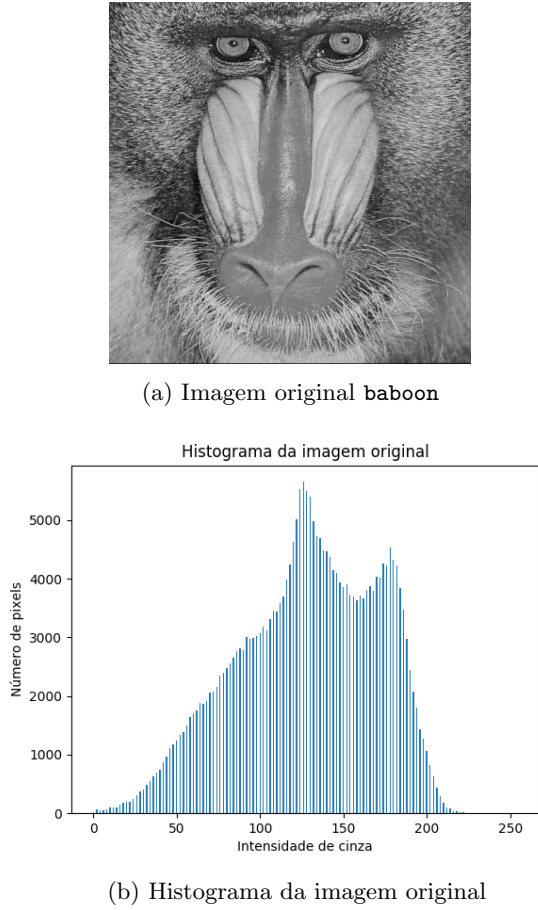 (a) Imagem original baboon
Histograma da imagem original
5000
4000
3000
2000
1000
0
Número de pixels
0 50 100 150 200 250
Intensidade de cinza
(b) Histograma da imagem original